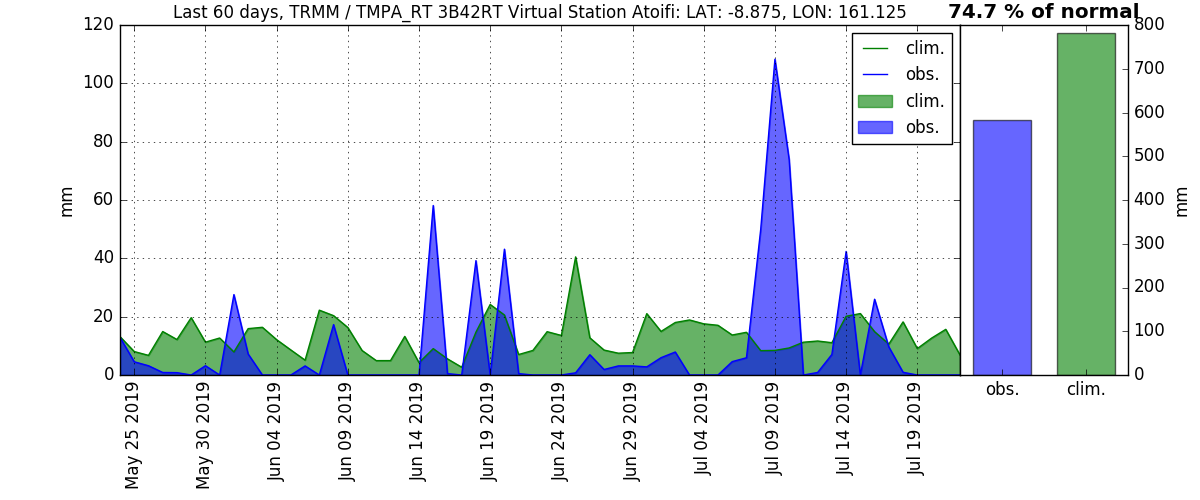 Last 60 days, TRMM / TMPA_RT 3B42RT Virtual Station Atoifi: LAT: -8.875, LON: 161.125
74.7 % of normal
120
100
80
60
40
20
0
mm
clim.
obs.
clim.
obs.
May 25 2019
May 30 2019
Jun 04 2019
Jun 09 2019
Jun 14 2019
Jun 19 2019
Jun 24 2019
Jun 29 2019
Jul 04 2019
Jul 09 2019
Jul 14 2019
Jul 19 2019
800
700
600
500
400
300
200
100
0
mm
obs.
clim.